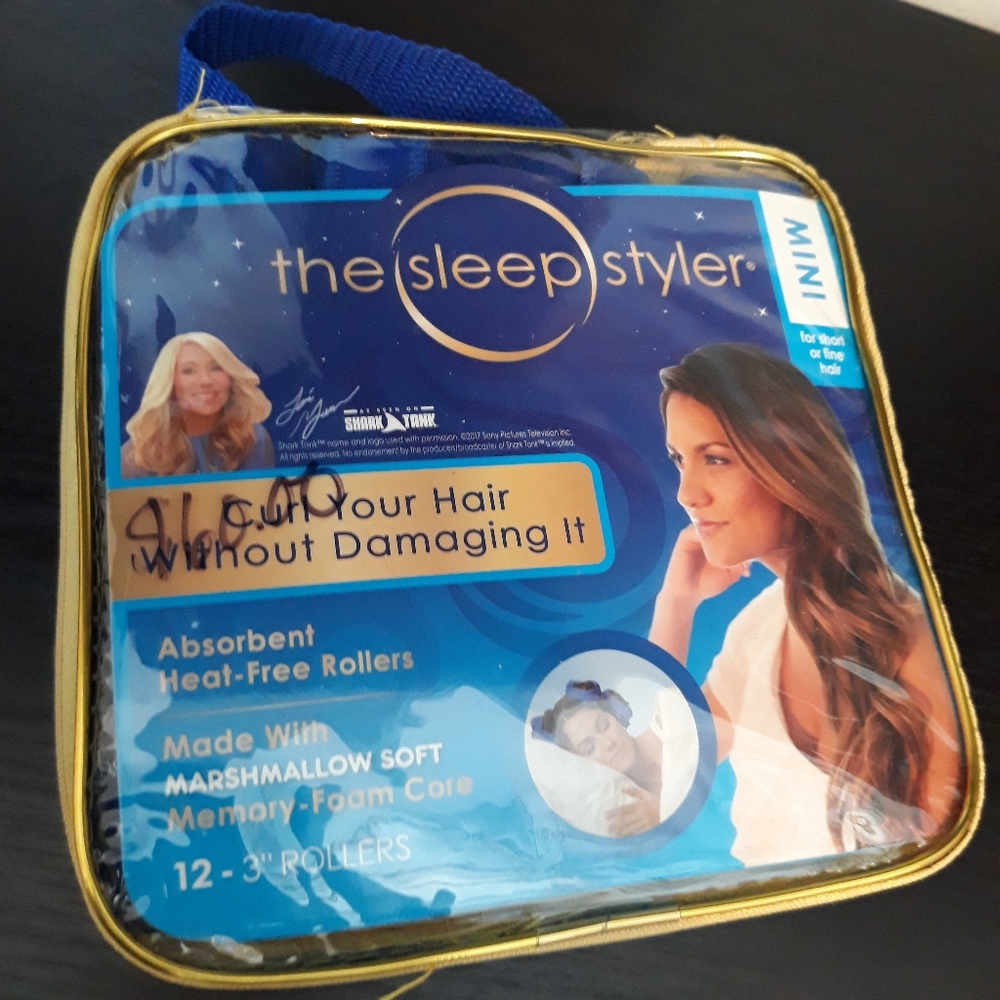 the sleep styler®
MINI
for short
or fine
hair
AS SEEN ON
SHARK TANK
Shark Tank™ name and logo used with permission. ©2017 Sony Pictures Television Inc.
All rights reserved. No endorsement by the producers/broadcaster of Shark Tank™ is implied.
$60.00
Curl Your Hair
Without Damaging It
Absorbent
Heat-Free Rollers
Made With
MARSHMALLOW SOFT
Memory-Foam Core
12 - 3" ROLLERS